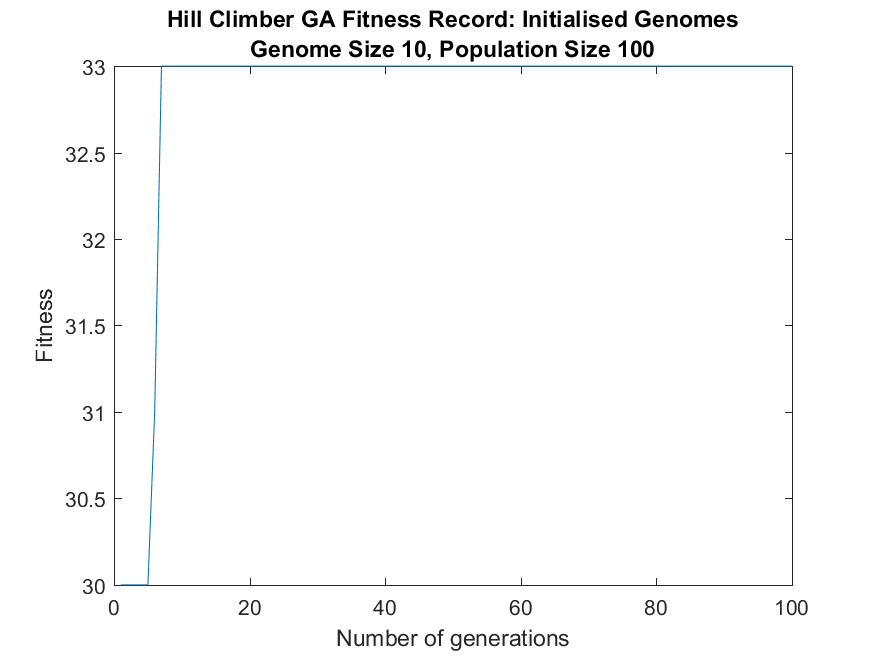 Hill Climber GA Fitness Record: Initialised Genomes
Genome Size 10, Population Size 100
33
32.5
32
31.5
31
30.5
30
Fitness
0 20 40 60 80 100
Number of generations